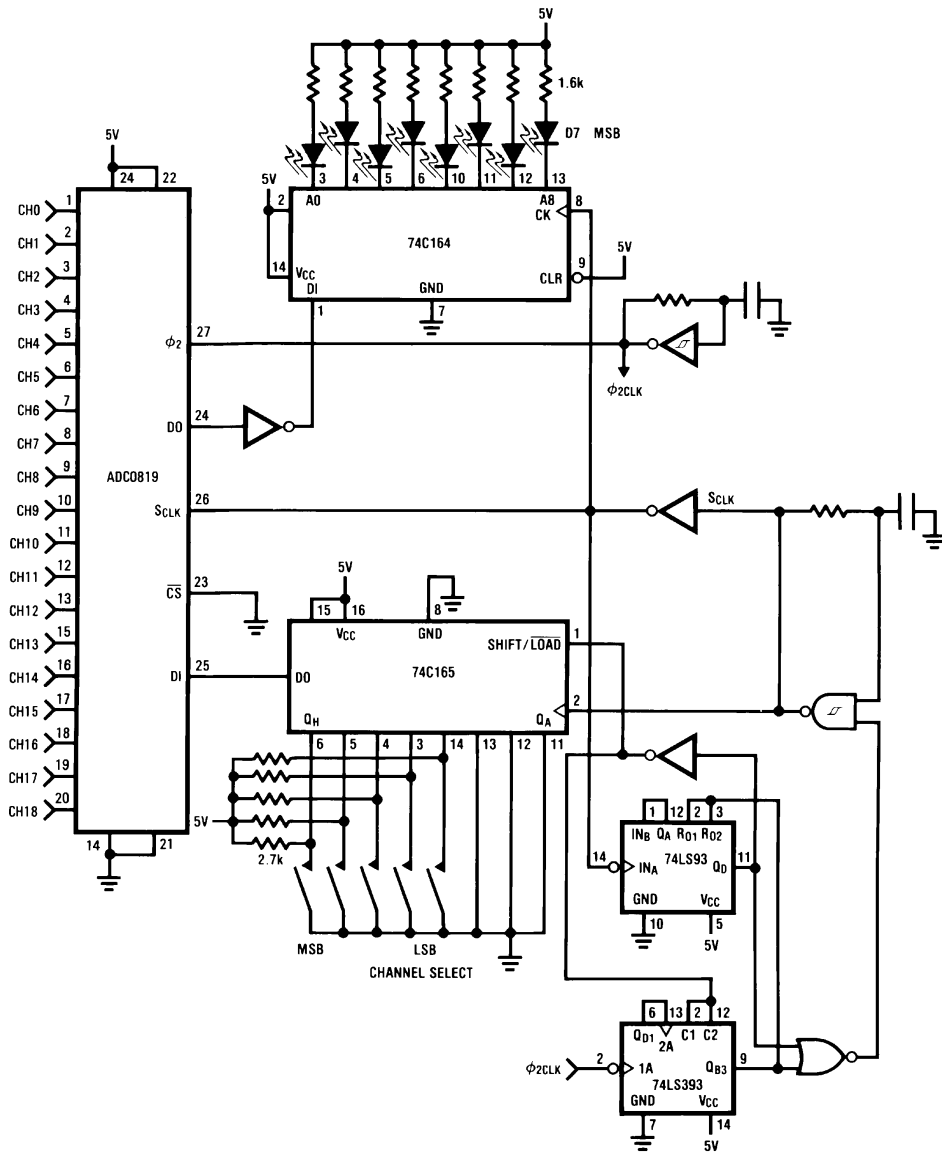 5V
1.6k
D7 MSB
5V
24 22
3 4 5 6 10 11 12 13
5V
2 A0 A8 8
CK
74C164
5V
9
14 VCC CLR
DI GND
1 7
CH0 1
CH1 2
CH2 3
CH3 4
CH4 5
CH5 6
CH6 7
CH7 8
CH8 9
CH9 10
CH10 11
CH11 12
CH12 13
CH13 15
CH14 16
CH15 17
CH16 18
CH17 19
CH18 20
ADC0819
ϕ2 27
ϕ2CLK
DO 24
SCLK 26
SCLK
CS 23
DI 25
14 21
5V
15 16 8
VCC GND
SHIFT/LOAD 1
74C165
DO
2
QH QA
6 5 4 3 14 13 12 11
5V
2.7k
MSB LSB
CHANNEL SELECT
1 12 2 3
INB QA R01 R02
74LS93
14 INA QD 11
GND VCC
10 5
5V
6 13 2 12
QD1 C1 C2
2A
ϕ2CLK 2 1A QB3 9
74LS393
GND VCC
7 14
5V